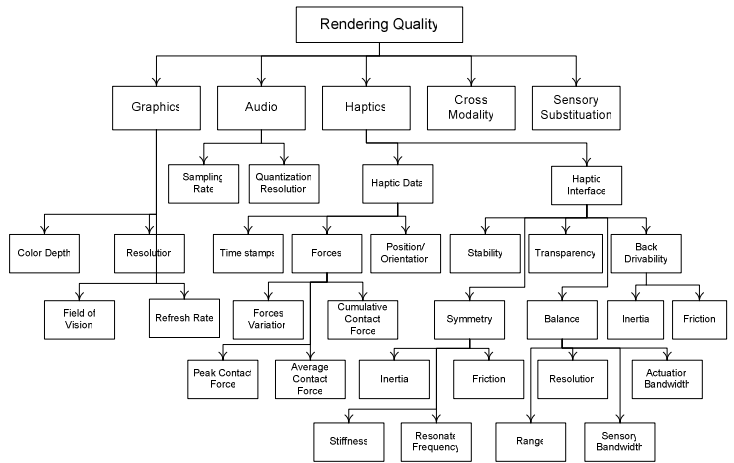 Rendering Quality
Graphics
Audio
Haptics
Cross
Modality
Sensory
Substituation
Sampling
Rate
Quantization
Resolution
Haptic Data
Haptic
Interface
Color Depth
Resolution
Time stamps
Forces
Position/
Orientation
Stability
Transparency
Back
Drivability
Field of
Vision
Refresh Rate
Forces
Variation
Cumulative
Contact
Force
Symmetry
Balance
Inertia
Friction
Peak Contact
Force
Average
Contact
Force
Inertia
Friction
Resolution
Actuation
Bandwidth
Stiffness
Resonate
Frequency
Range
Sensory
Bandwidth